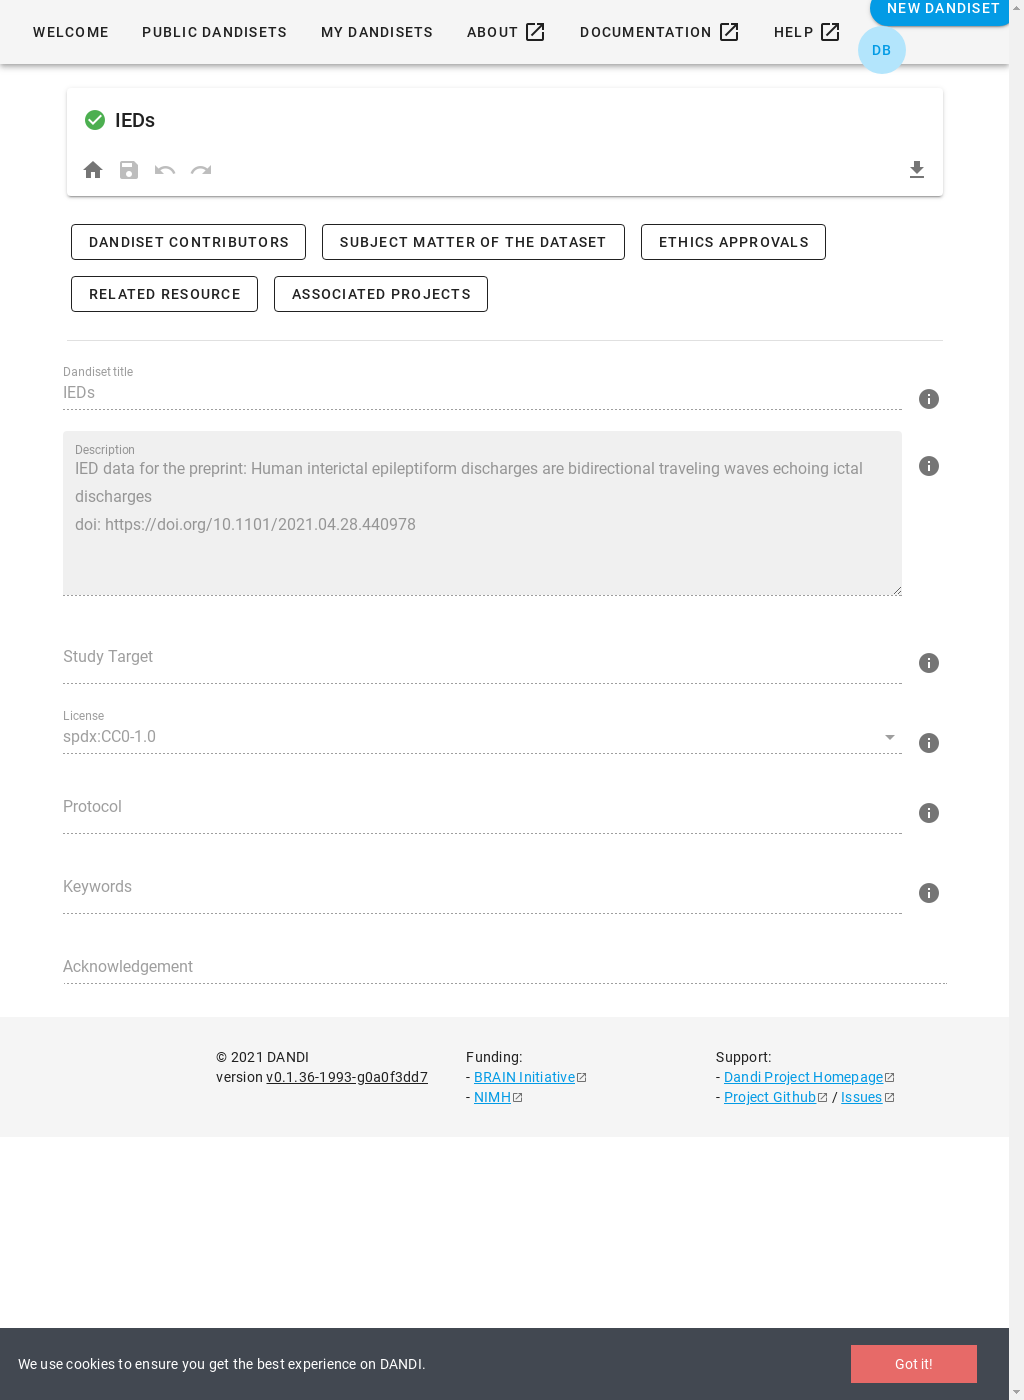 NEW DANDISET
WELCOME PUBLIC DANDISETS MY DANDISETS ABOUT DOCUMENTATION HELP
DB
IEDs
DANDISET CONTRIBUTORS SUBJECT MATTER OF THE DATASET ETHICS APPROVALS
RELATED RESOURCE ASSOCIATED PROJECTS
Dandiset title
IEDs
Description
IED data for the preprint: Human interictal epileptiform discharges are bidirectional traveling waves echoing ictal
discharges
doi: https://doi.org/10.1101/2021.04.28.440978
Study Target
License
spdx:CC0-1.0
Protocol
Keywords
Acknowledgement
© 2021 DANDI
version v0.1.36-1993-g0a0f3dd7
Funding:
- BRAIN Initiative
- NIMH
Support:
- Dandi Project Homepage
- Project Github / Issues
We use cookies to ensure you get the best experience on DANDI.
Got it!